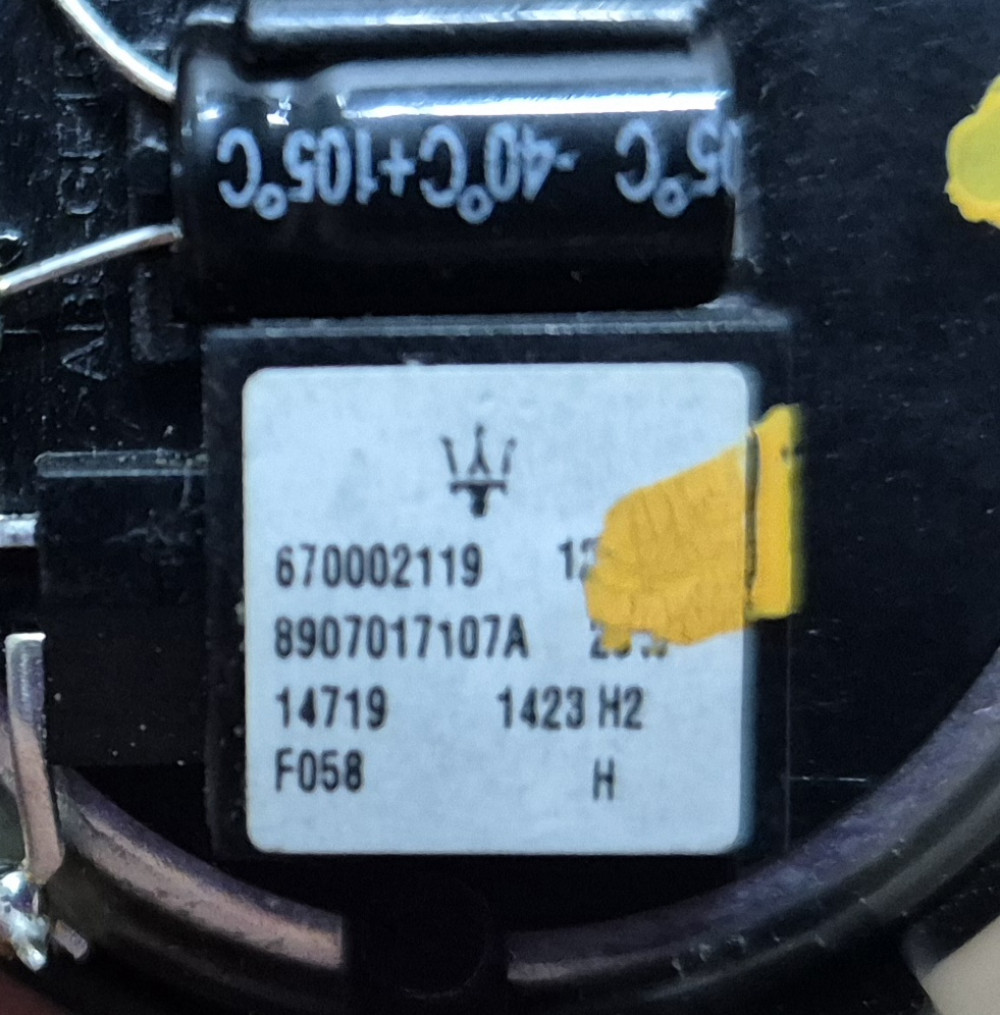 -40°C+105°C
670002119
8907017107A
14719 1423 H2
F058 H